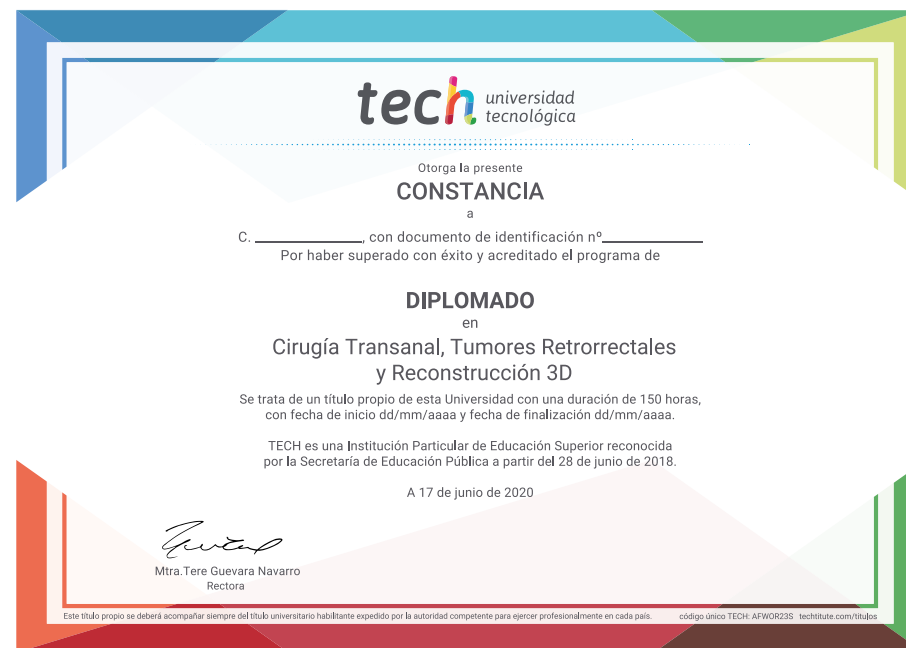 tech universidad
tecnológica
Otorga la presente
CONSTANCIA
a
C. ____________, con documento de identificación nº____________
Por haber superado con éxito y acreditado el programa de
DIPLOMADO
en
Cirugía Transanal, Tumores Retrorrectales
y Reconstrucción 3D
Se trata de un título propio de esta Universidad con una duración de 150 horas,
con fecha de inicio dd/mm/aaaa y fecha de finalización dd/mm/aaaa.
TECH es una Institución Particular de Educación Superior reconocida
por la Secretaría de Educación Pública a partir del 28 de junio de 2018.
A 17 de junio de 2020
Mtra.Tere Guevara Navarro
Rectora
Este título propio se deberá acompañar siempre del título universitario habilitante expedido por la autoridad competente para ejercer profesionalmente en cada país. código único TECH: AFWOR23S techtitute.com/titulos